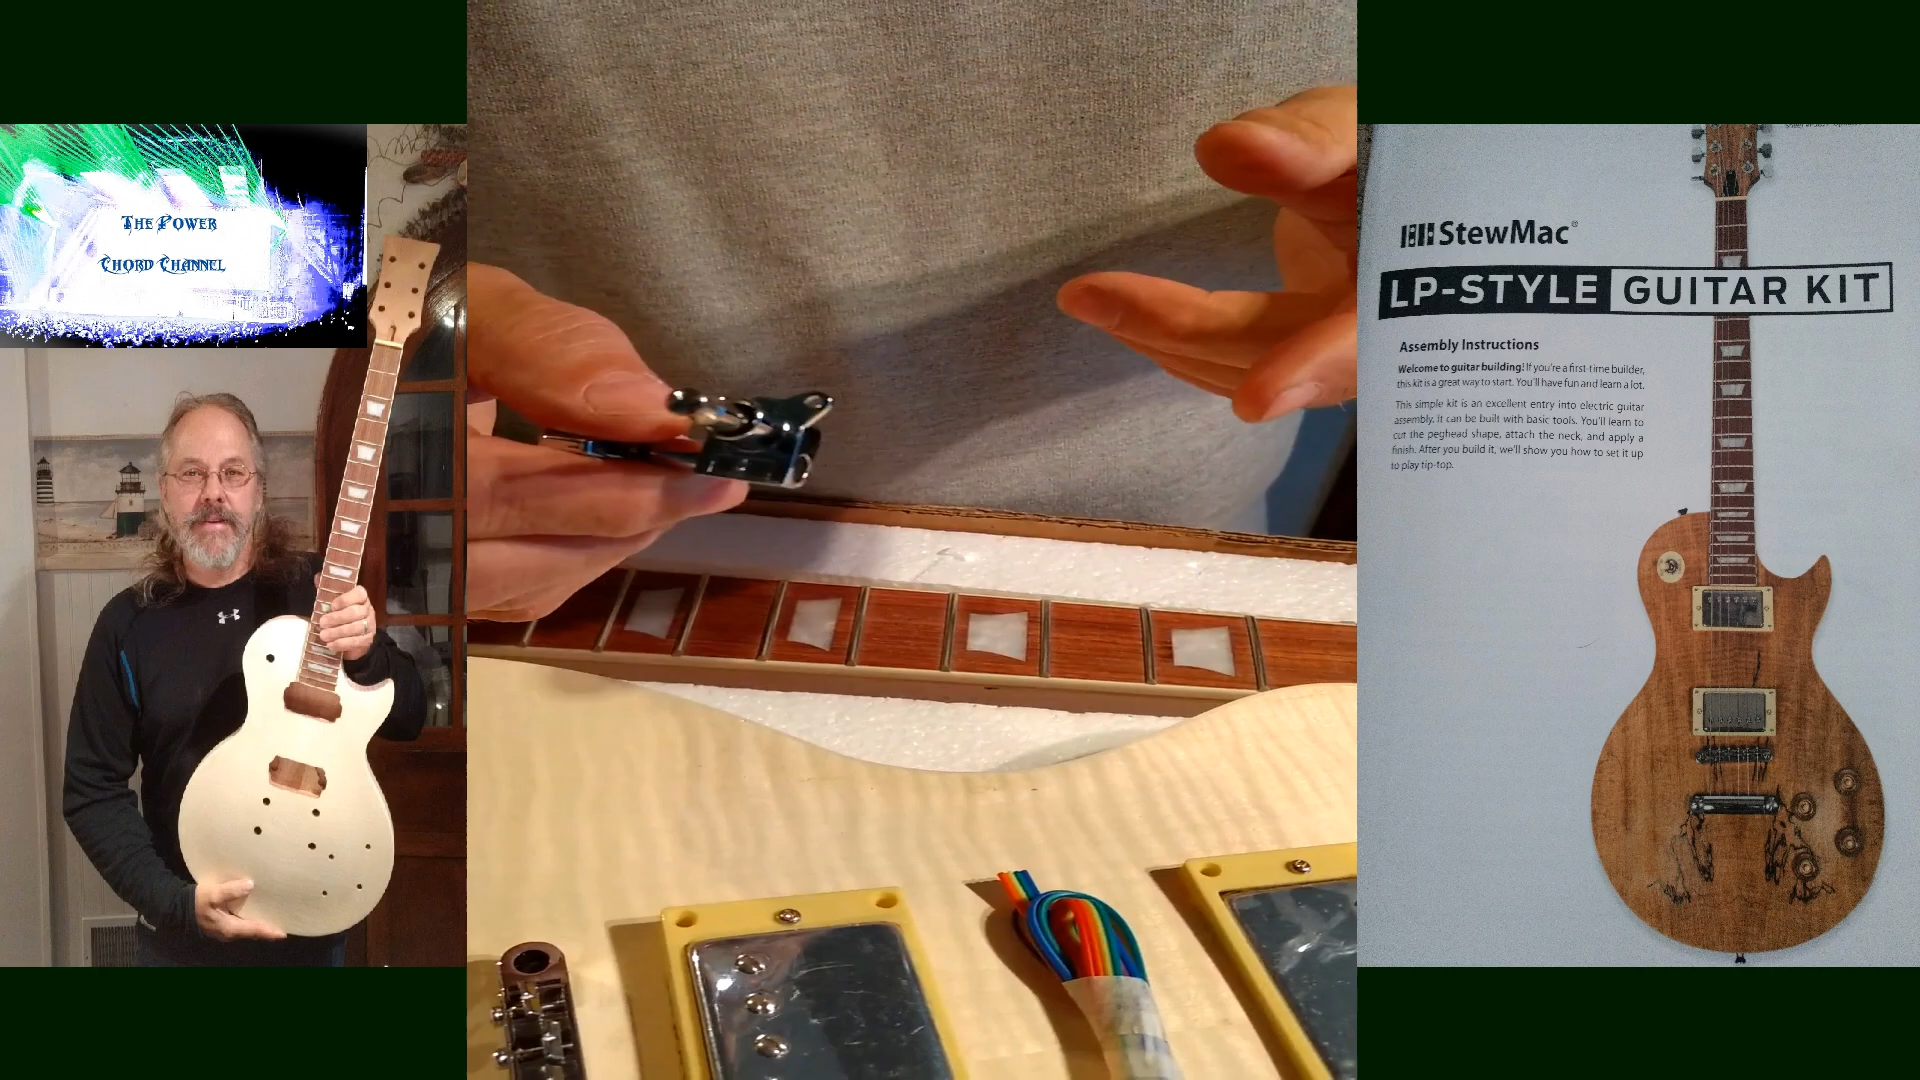 The Power
Chord Channel
StewMac®
LP-STYLE GUITAR KIT
Assembly Instructions
Welcome to guitar building! If you're a first-time builder,
this kit is a great way to start. You'll have fun and learn a lot.
This simple kit is an excellent entry into electric guitar
assembly. It can be built with basic tools. You'll learn to
cut the peghead shape, attach the neck, and apply a
finish. After you build it, we'll show you how to set it up
to play tip-top.